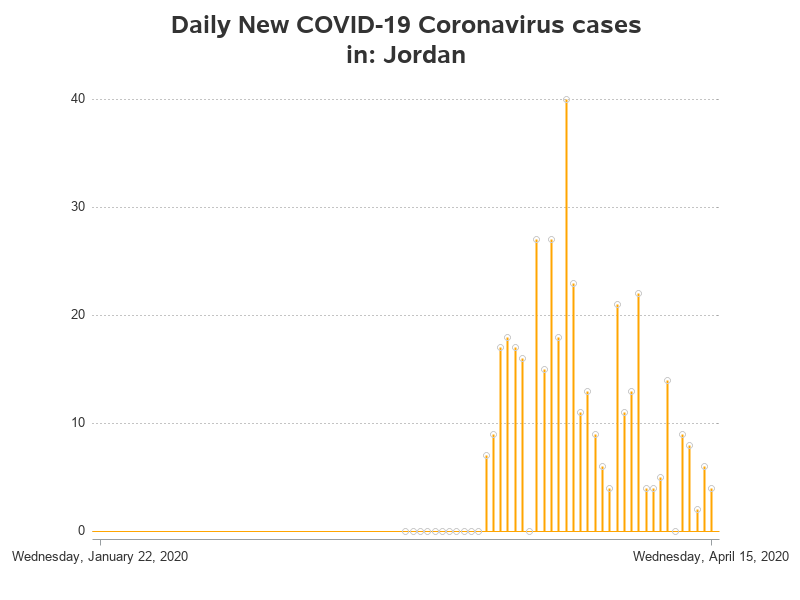 Daily New COVID-19 Coronavirus cases
in: Jordan
40
30
20
10
0
Wednesday, January 22, 2020
Wednesday, April 15, 2020